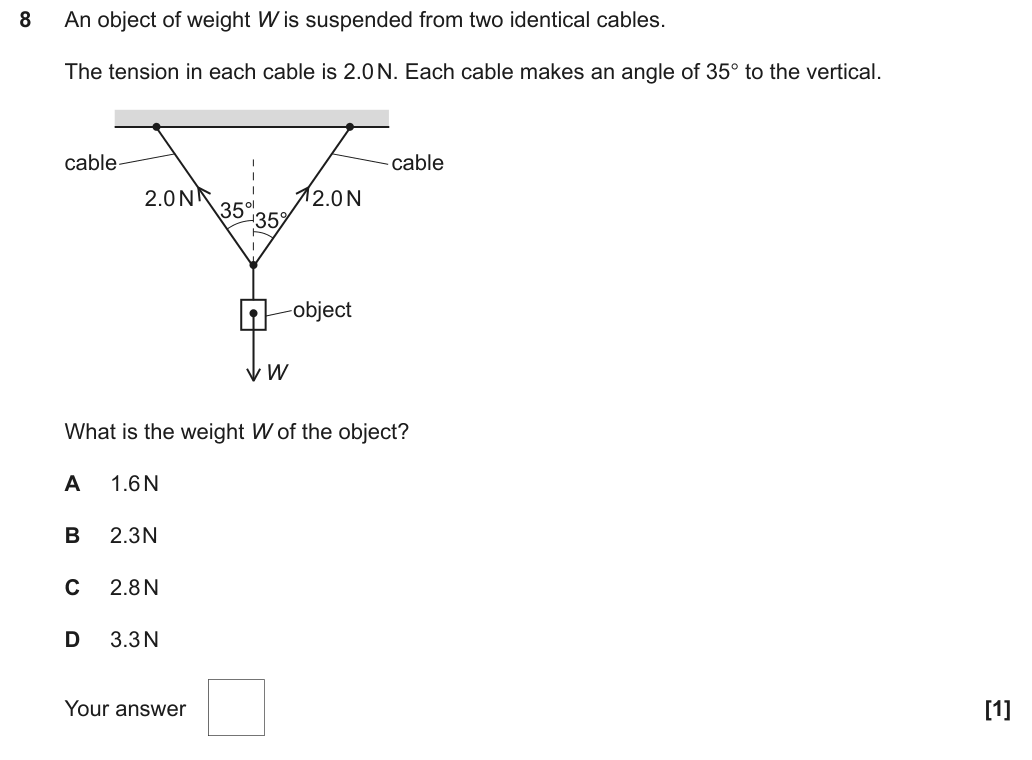 8 An object of weight W is suspended from two identical cables.
The tension in each cable is 2.0 N. Each cable makes an angle of 35° to the vertical.
cable
cable
2.0 N
35°
35°
2.0 N
object
W
What is the weight W of the object?
A 1.6 N
B 2.3 N
C 2.8 N
D 3.3 N
Your answer
[1]